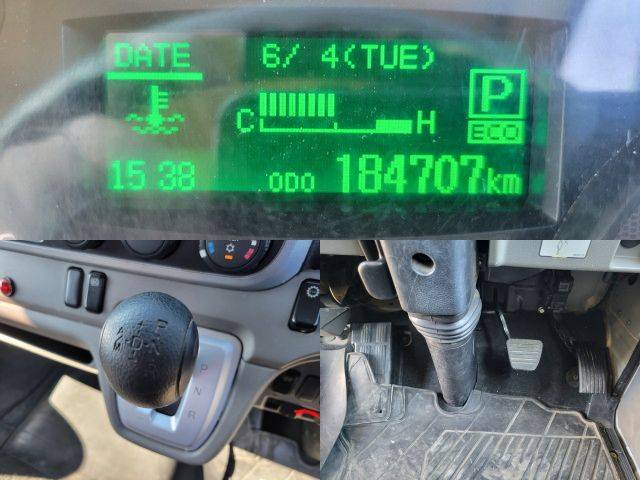 DATE 6/ 4(TUE)
P
C H ECO
15 38 ODO 184707km
P
P
N
R